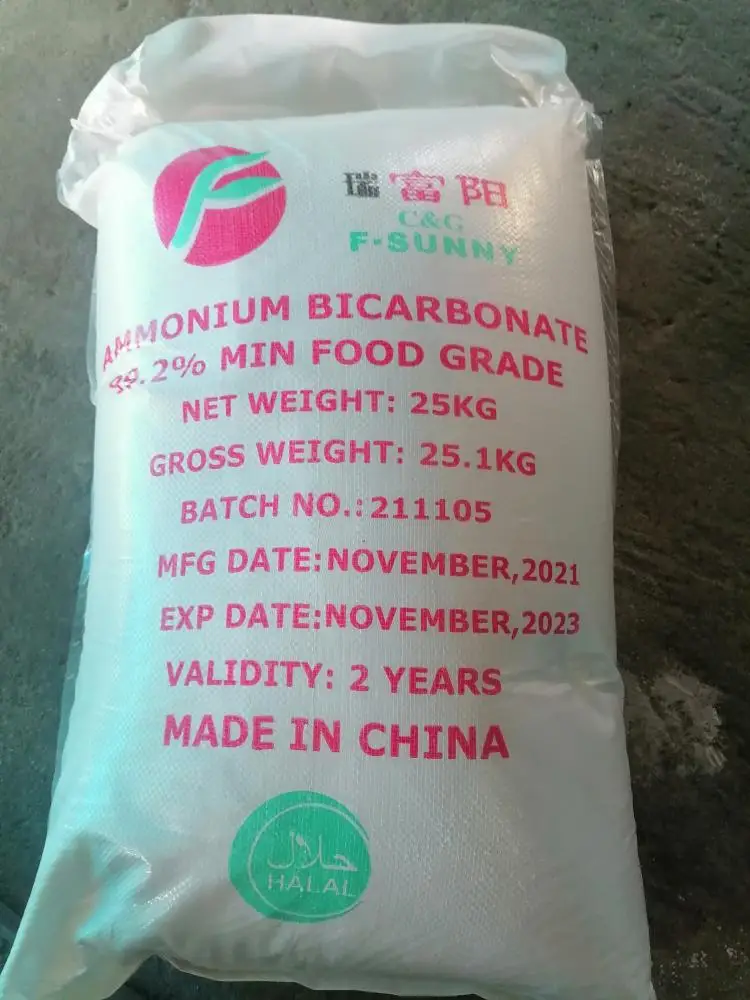 瑞富阳
C&G
F-SUNNY
AMMONIUM BICARBONATE
99.2% MIN FOOD GRADE
NET WEIGHT: 25KG
GROSS WEIGHT: 25.1KG
BATCH NO.:211105
MFG DATE:NOVEMBER,2021
EXP DATE:NOVEMBER,2023
VALIDITY: 2 YEARS
MADE IN CHINA
حلال
HALAL